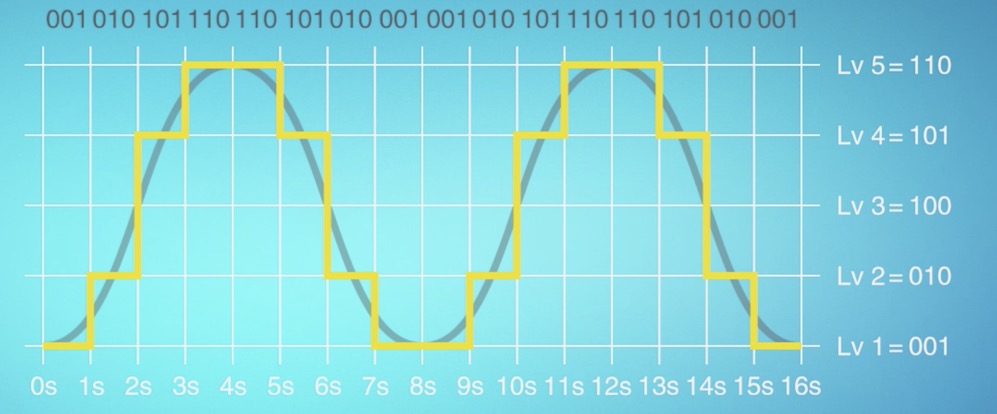 001 010 101 110 110 101 010 001 001 010 101 110 110 101 010 001
Lv 5 = 110
Lv 4 = 101
Lv 3 = 100
Lv 2 = 010
Lv 1 = 001
0s 1s 2s 3s 4s 5s 6s 7s 8s 9s 10s 11s 12s 13s 14s 15s 16s